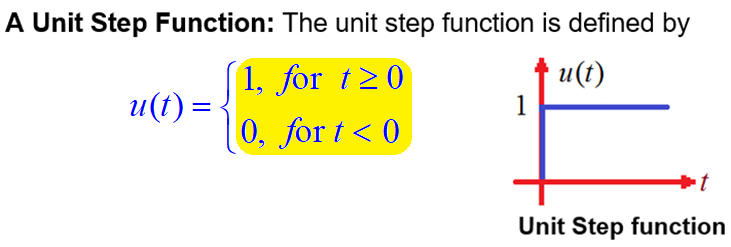 A Unit Step Function: The unit step function is defined by
u(t) = { 1, for t ≥ 0
0, for t < 0
u(t)
1
t
Unit Step function